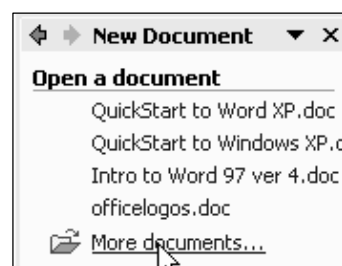 New Document
Open a document
QuickStart to Word XP.doc
QuickStart to Windows XP.d
Intro to Word 97 ver 4.doc
officelogos.doc
More documents...